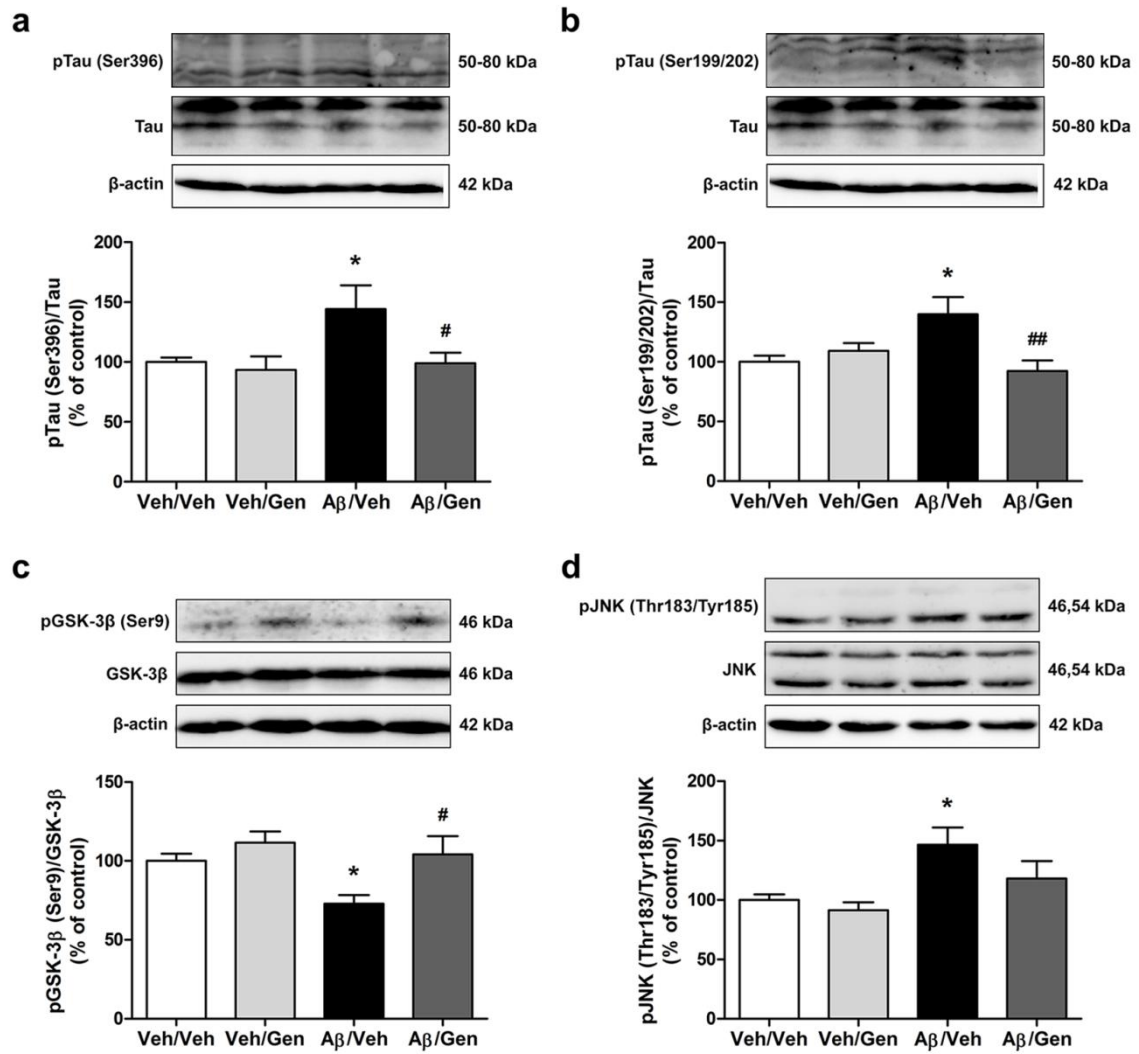 a
pTau (Ser396)
50-80 kDa
Tau
50-80 kDa
β-actin
42 kDa
pTau (Ser396)/Tau
(% of control)
200
150
100
50
0
*
#
Veh/Veh Veh/Gen Aβ/Veh Aβ/Gen
b
pTau (Ser199/202)
50-80 kDa
Tau
50-80 kDa
β-actin
42 kDa
pTau (Ser199/202)/Tau
(% of control)
200
150
100
50
0
*
##
Veh/Veh Veh/Gen Aβ/Veh Aβ/Gen
c
pGSK-3β (Ser9)
46 kDa
GSK-3β
46 kDa
β-actin
42 kDa
pGSK-3β (Ser9)/GSK-3β
(% of control)
150
100
50
0
*
#
Veh/Veh Veh/Gen Aβ/Veh Aβ/Gen
d
pJNK (Thr183/Tyr185)
46,54 kDa
JNK
46,54 kDa
β-actin
42 kDa
pJNK (Thr183/Tyr185)/JNK
(% of control)
200
150
100
50
0
*
Veh/Veh Veh/Gen Aβ/Veh Aβ/Gen